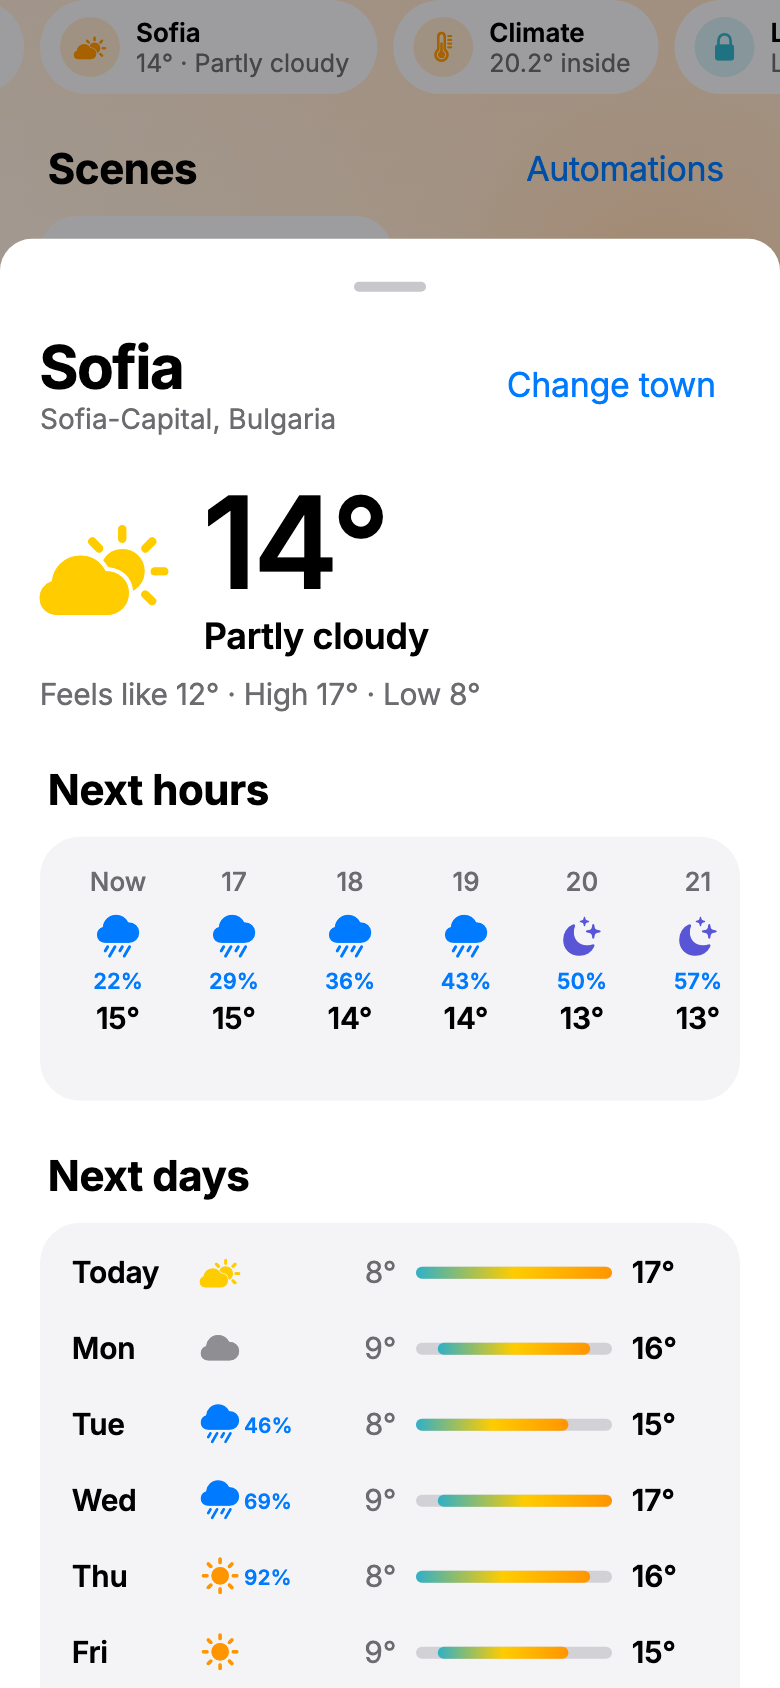 Sofia
14° · Partly cloudy
Climate
20.2° inside
Scenes
Automations
Sofia
Sofia-Capital, Bulgaria
Change town
14°
Partly cloudy
Feels like 12° · High 17° · Low 8°
Next hours
Now 17 18 19 20 21
22% 29% 36% 43% 50% 57%
15° 15° 14° 14° 13° 13°
Next days
Today 8° 17°
Mon 9° 16°
Tue 46% 8° 15°
Wed 69% 9° 17°
Thu 92% 8° 16°
Fri 9° 15°